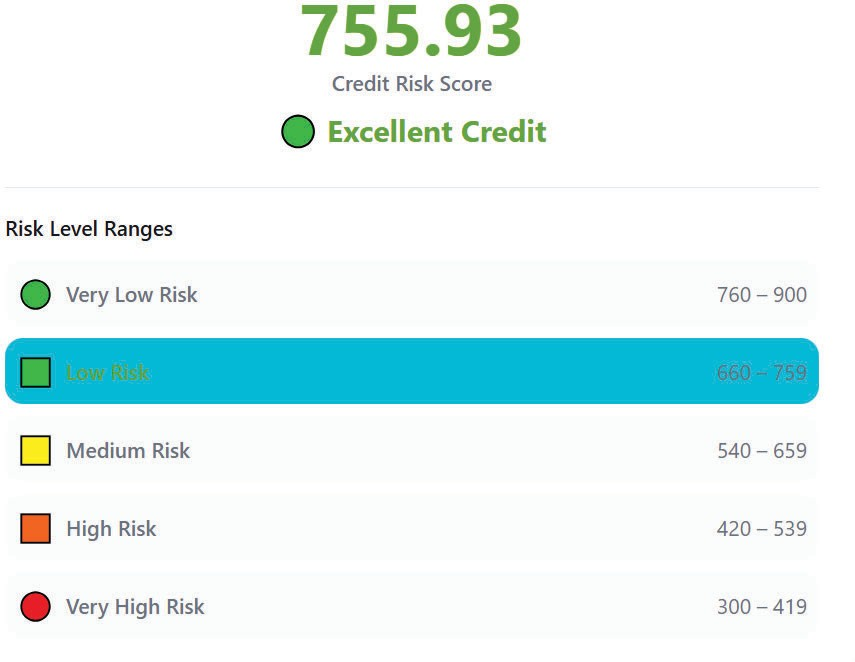 755.93
Credit Risk Score
Excellent Credit
Risk Level Ranges
Very Low Risk 760 – 900
Low Risk 660 – 759
Medium Risk 540 – 659
High Risk 420 – 539
Very High Risk 300 – 419